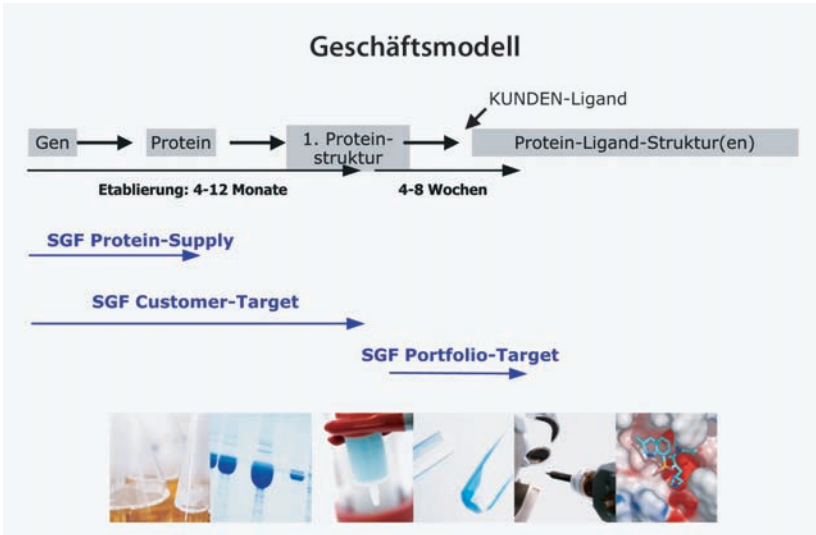 Geschäftsmodell
KUNDEN-Ligand
Gen
Protein
1. Protein-
struktur
Protein-Ligand-Struktur(en)
Etablierung: 4-12 Monate
4-8 Wochen
SGF Protein-Supply
SGF Customer-Target
SGF Portfolio-Target